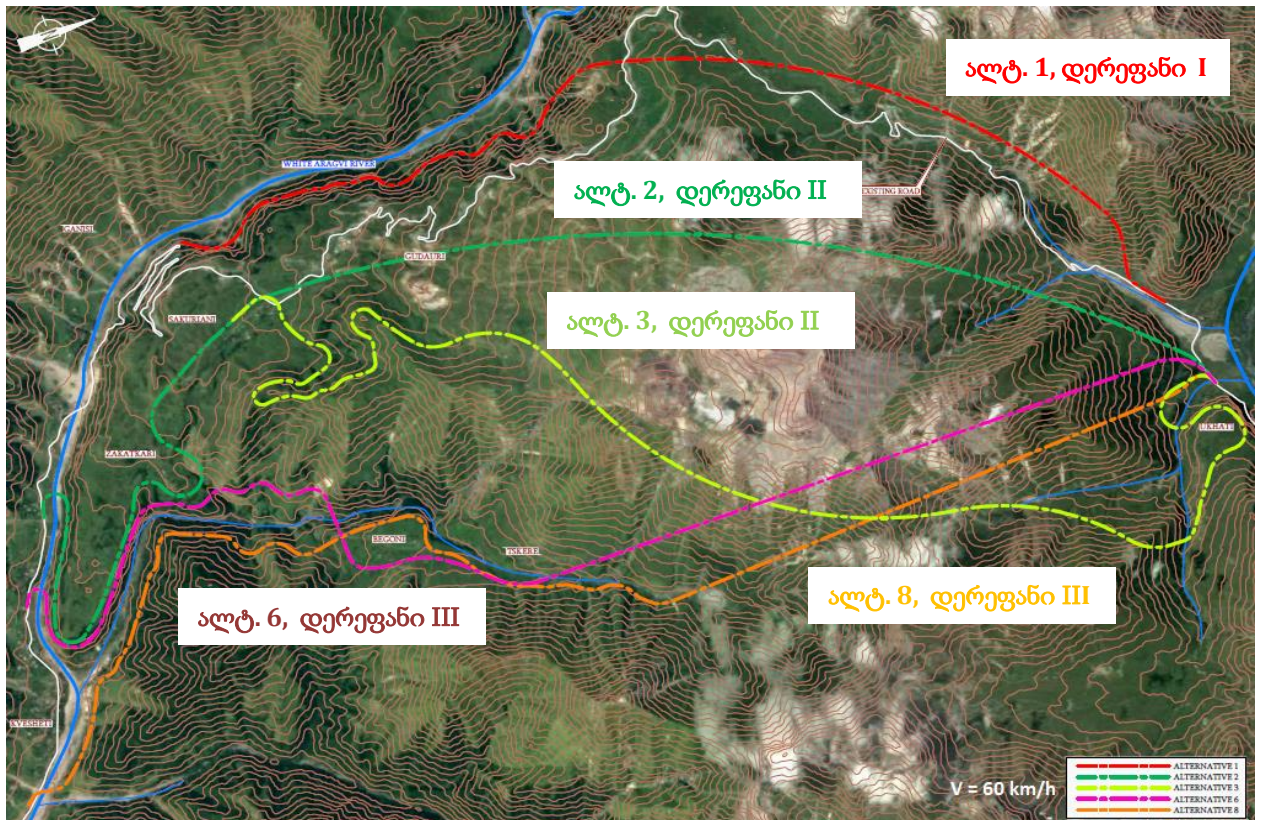 ალტ. 1, დერეფანი I
WHITE ARAGVI RIVER
ალტ. 2, დერეფანი II
EXISTING ROAD
GANISI
GUDAURI
SAKURIANI
ალტ. 3, დერეფანი II
UKHATI
ZAKATKARI
BEGONI
TSKERE
ალტ. 8, დერეფანი III
ალტ. 6, დერეფანი III
KVESHETI
V = 60 km/h
ALTERNATIVE 1
ALTERNATIVE 2
ALTERNATIVE 3
ALTERNATIVE 6
ALTERNATIVE 8